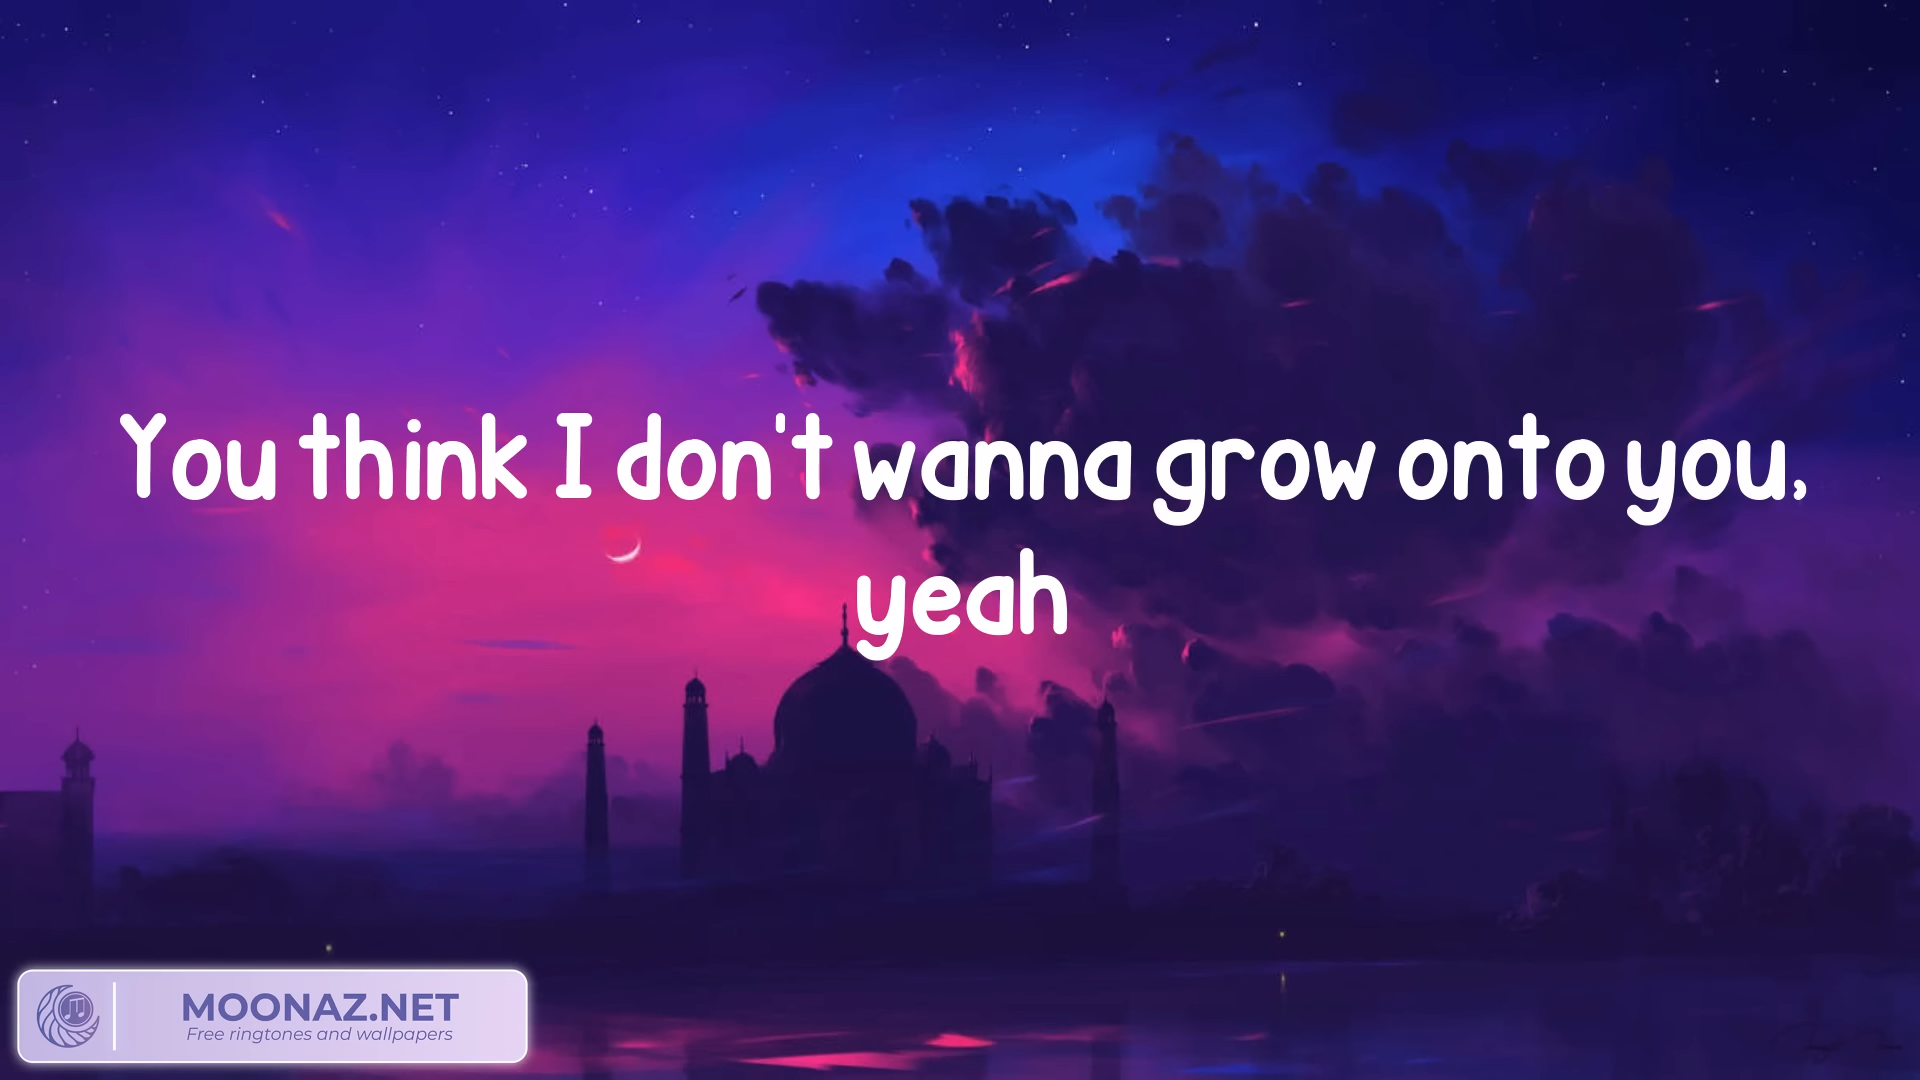 You think I don't wanna grow onto you,
yeah
MOONAZ.NET
Free ringtones and wallpapers